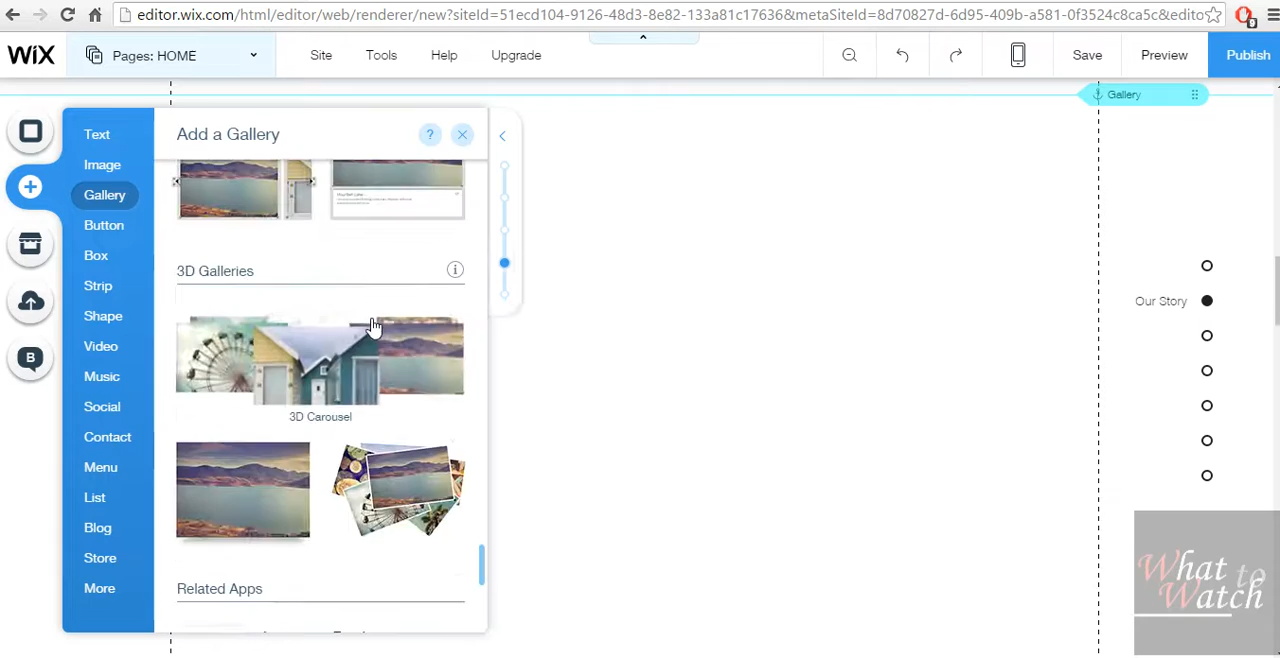 editor.wix.com/html/editor/web/renderer/new?siteId=51ecd104-9126-48d3-8e82-133a81c17636&metaSiteId=8d70827d-6d95-409b-a581-0f3524c8ca5c&edito
9
WiX
Pages: HOME
Site
Tools
Help
Upgrade
Save
Preview
Publish
Gallery
Text
Image
Gallery
Button
Box
Strip
Shape
Video
Music
Social
Contact
Menu
List
Blog
Store
More
B
Add a Gallery
?
3D Galleries
i
3D Carousel
Related Apps
Our Story
What to
Watch